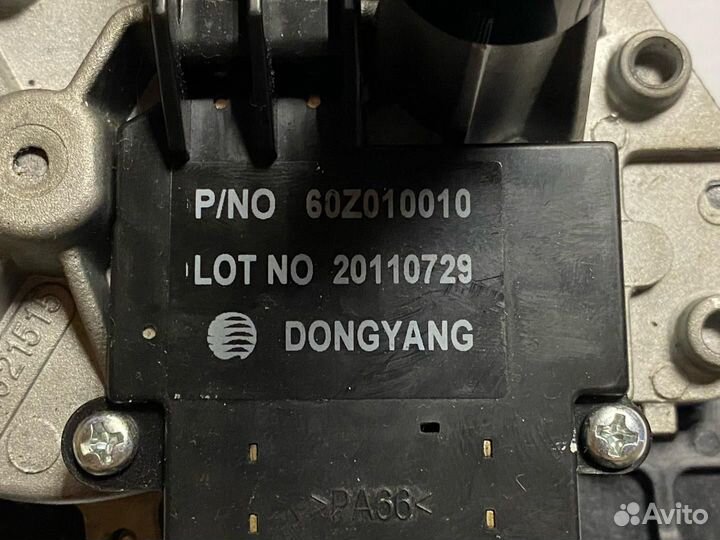 P/NO 60Z010010
LOT NO 20110729
DONGYANG
>PA66<
Avito